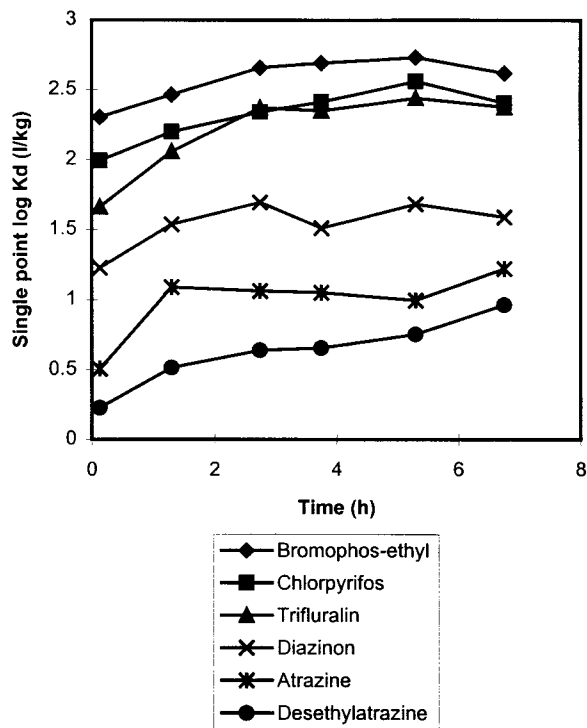 3
2.5
2
1.5
1
0.5
0
Single point log Kd (l/kg)
0 2 4 6 8
Time (h)
Bromophos-ethyl
Chlorpyrifos
Trifluralin
Diazinon
Atrazine
Desethylatrazine